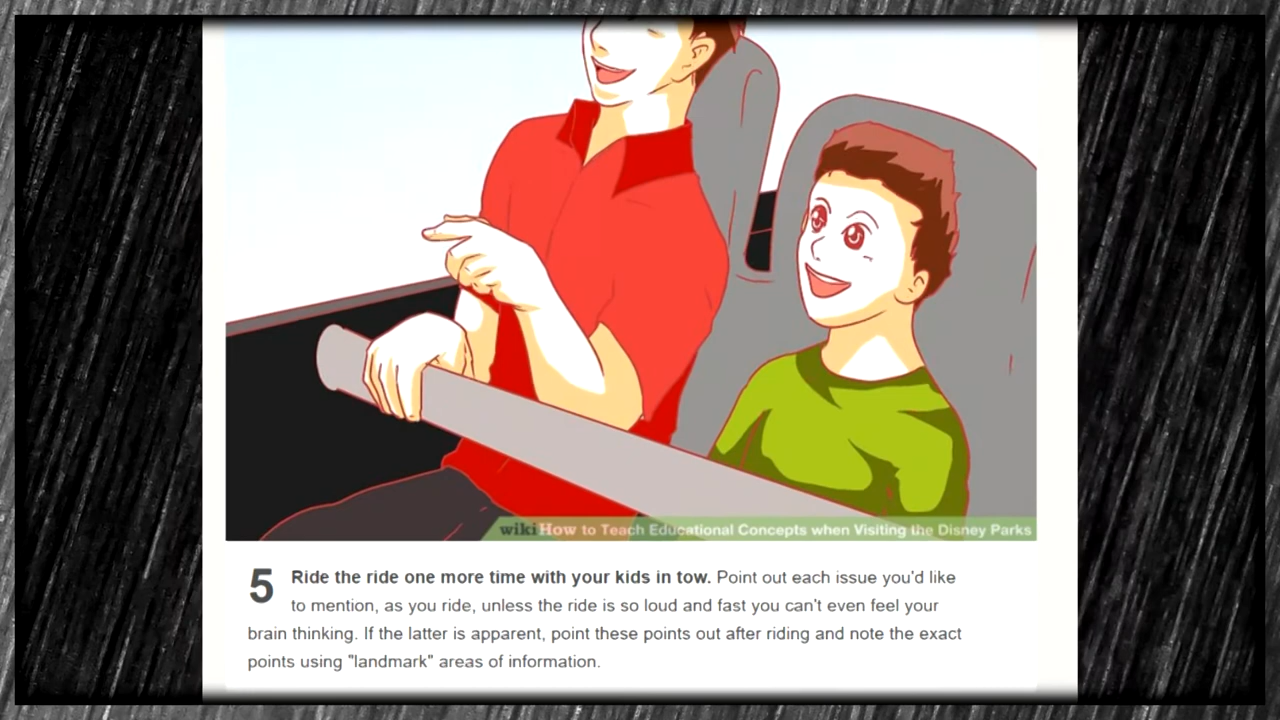 wikiHow to Teach Educational Concepts when Visiting the Disney Parks
5 Ride the ride one more time with your kids in tow. Point out each issue you'd like
to mention, as you ride, unless the ride is so loud and fast you can't even feel your
brain thinking. If the latter is apparent, point these points out after riding and note the exact
points using "landmark" areas of information.